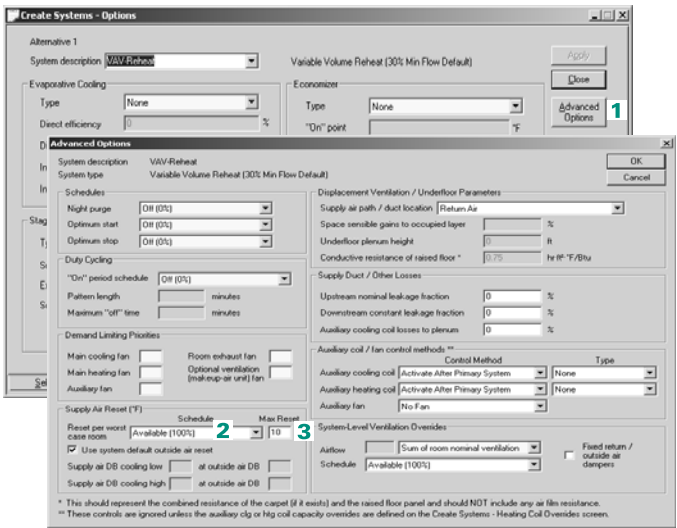 Create Systems - Options
Alternative 1
System description VAV-Reheat
Variable Volume Reheat (30% Min Flow Default)
Apply
Close
Advanced Options
1
Evaporative Cooling
Type None
Direct efficiency 0 %
Economizer
Type None
"On" point °F
Advanced Options
System description VAV-Reheat
System type Variable Volume Reheat (30% Min Flow Default)
OK
Cancel
Schedules
Night purge Off (0%)
Optimum start Off (0%)
Optimum stop Off (0%)
Duty Cycling
"On" period schedule Off (0%)
Pattern length minutes
Maximum "off" time minutes
Demand Limiting Priorities
Main cooling fan Room exhaust fan
Main heating fan Optional ventilation
(makeup-air unit) fan
Auxiliary fan
Supply Air Reset (°F)
Schedule Max Reset
Reset per worst
case room Available (100%) 2 10 3
Use system default outside air reset
Supply air DB cooling low at outside air DB
Supply air DB cooling high at outside air DB
Displacement Ventilation / Underfloor Parameters
Supply air path / duct location Return Air
Space sensible gains to occupied layer %
Underfloor plenum height 0 ft
Conductive resistance of raised floor * 0.75 hr·ft²·°F/Btu
Supply Duct / Other Losses
Upstream nominal leakage fraction 0 %
Downstream constant leakage fraction 0 %
Auxiliary cooling coil losses to plenum 0 %
Auxiliary coil / fan control methods **
Control Method Type
Auxiliary cooling coil Activate After Primary System None
Auxiliary heating coil Activate After Primary System None
Auxiliary fan No Fan
System-Level Ventilation Overrides
Airflow Sum of room nominal ventilation
Schedule Available (100%)
Fixed return /
outside air
dampers
* This should represent the combined resistance of the carpet (if it exists) and the raised floor panel and should NOT include any air film resistance.
** These controls are ignored unless the auxiliary clg or htg coil capacity overrides are defined on the Create Systems - Heating Coil Overrides screen.